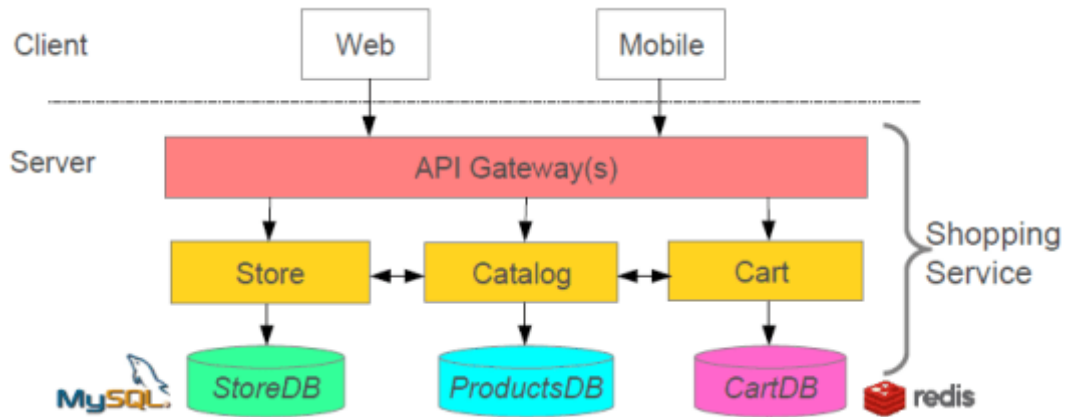 Client
Web
Mobile
Server
API Gateway(s)
Store
Catalog
Cart
Shopping
Service
MySQL
StoreDB
ProductsDB
CartDB
redis